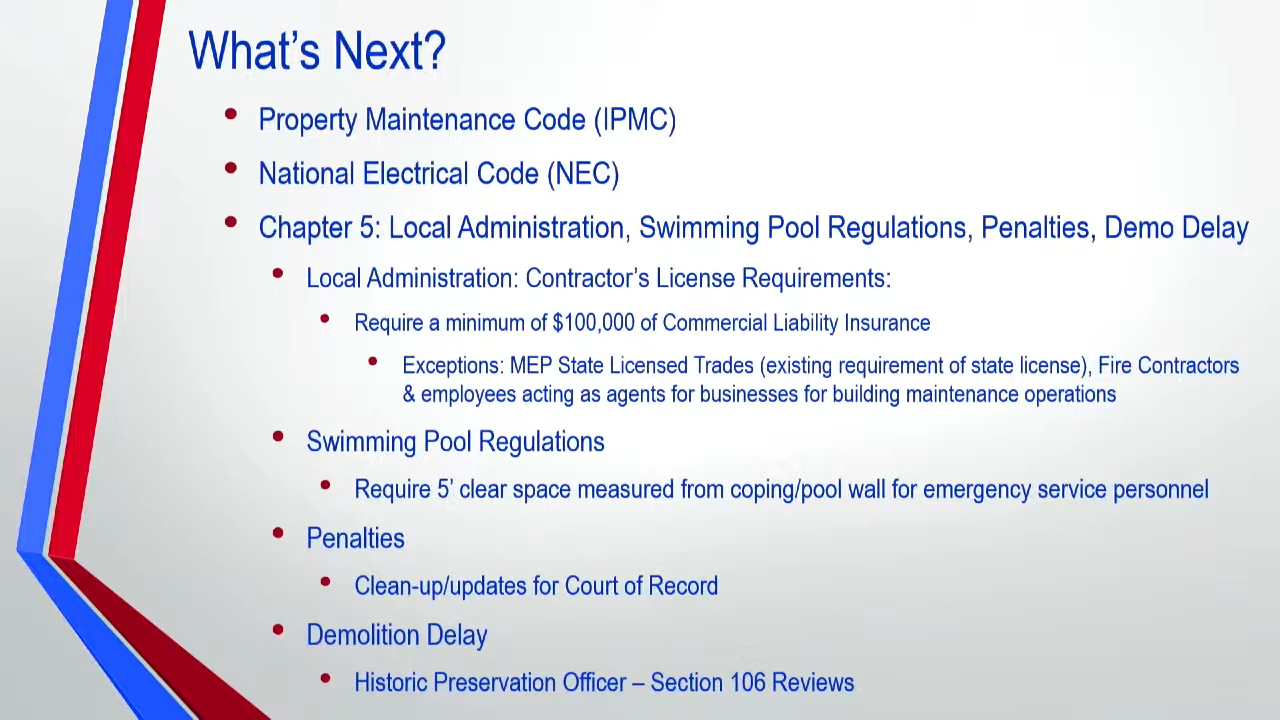 What’s Next?
• Property Maintenance Code (IPMC)
• National Electrical Code (NEC)
• Chapter 5: Local Administration, Swimming Pool Regulations, Penalties, Demo Delay
• Local Administration: Contractor’s License Requirements:
• Require a minimum of $100,000 of Commercial Liability Insurance
• Exceptions: MEP State Licensed Trades (existing requirement of state license), Fire Contractors
& employees acting as agents for businesses for building maintenance operations
• Swimming Pool Regulations
• Require 5’ clear space measured from coping/pool wall for emergency service personnel
• Penalties
• Clean-up/updates for Court of Record
• Demolition Delay
• Historic Preservation Officer – Section 106 Reviews